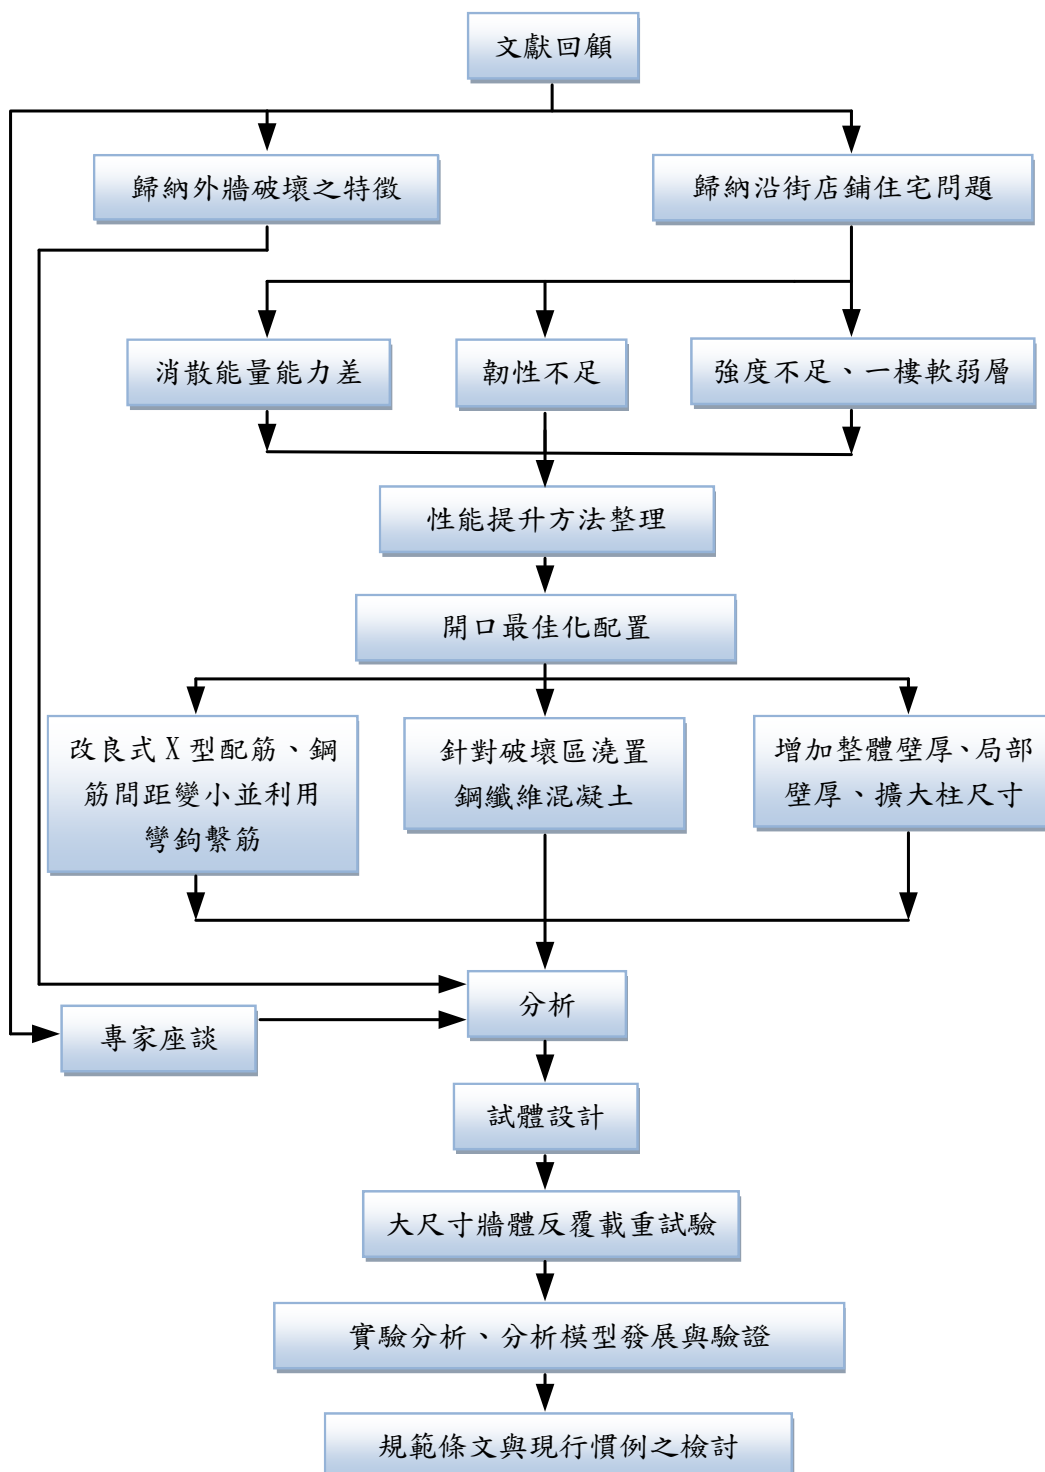 文獻回顧
歸納外牆破壞之特徵
歸納沿街店鋪住宅問題
消散能量能力差
韌性不足
強度不足、一樓軟弱層
性能提升方法整理
開口最佳化配置
改良式 X 型配筋、鋼
筋間距變小並利用
彎鉤繫筋
針對破壞區澆置
鋼纖維混凝土
增加整體壁厚、局部
壁厚、擴大柱尺寸
分析
專家座談
試體設計
大尺寸牆體反覆載重試驗
實驗分析、分析模型發展與驗證
規範條文與現行慣例之檢討